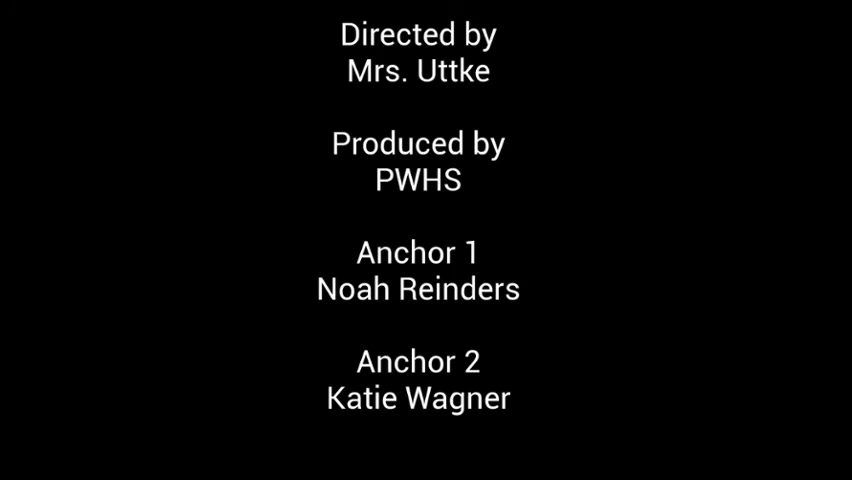 Directed by
Mrs. Uttke
Produced by
PWHS
Anchor 1
Noah Reinders
Anchor 2
Katie Wagner